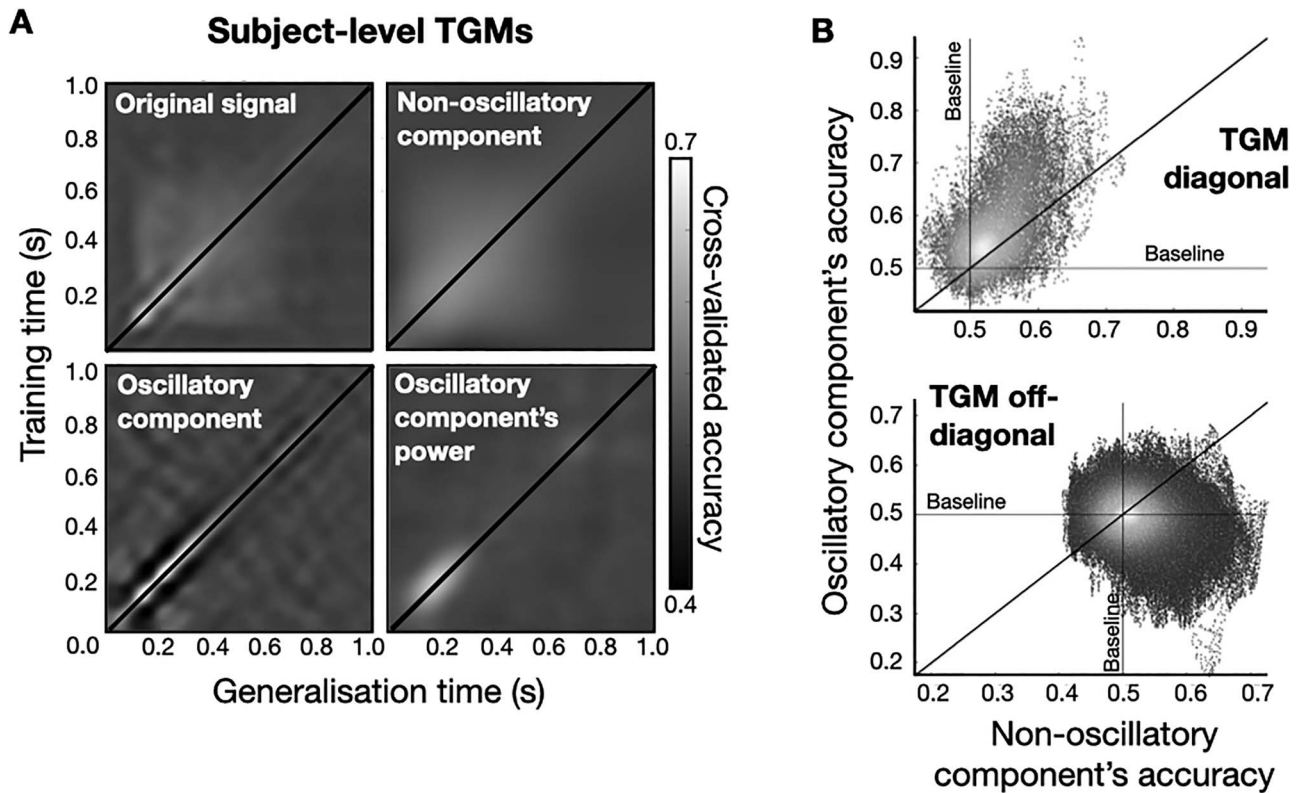 A
Subject-level TGMs
Original signal
Non-oscillatory
component
Oscillatory
component
Oscillatory
component's
power
1.0
0.8
0.6
0.4
0.2
1.0
0.8
0.6
0.4
0.2
0.0
0.2 0.4 0.6 0.8 1.0
0.2 0.4 0.6 0.8 1.0
Training time (s)
Generalisation time (s)
0.7
0.4
Cross-validated accuracy
B
TGM
diagonal
Baseline
Baseline
0.9
0.8
0.7
0.6
0.5
0.5 0.6 0.7 0.8 0.9
Oscillatory component's accuracy
TGM off-
diagonal
Baseline
Baseline
0.7
0.6
0.5
0.4
0.3
0.2
0.2 0.3 0.4 0.5 0.6 0.7
Non-oscillatory
component's accuracy